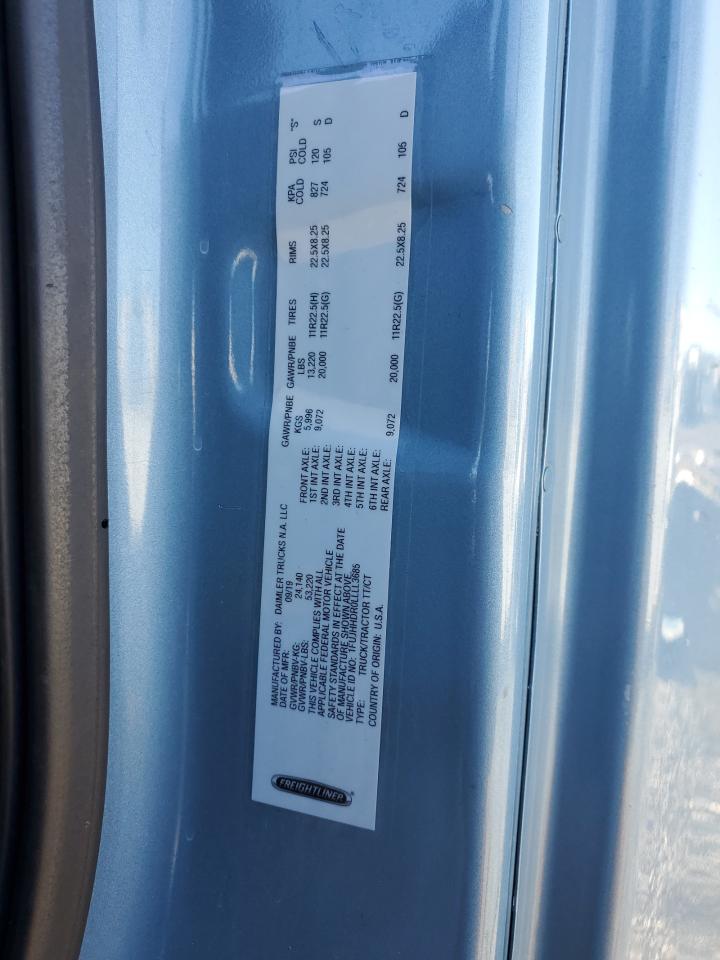 FREIGHTLINER®
MANUFACTURED BY: DAIMLER TRUCKS N.A. LLC
DATE OF MFR: 09/19
GVWR/PNBV-KG: 24,140
GVWR/PNBV-LBS: 53,220
THIS VEHICLE COMPLIES WITH ALL
APPLICABLE FEDERAL MOTOR VEHICLE
SAFETY STANDARDS IN EFFECT AT THE DATE
OF MANUFACTURE SHOWN ABOVE.
VEHICLE ID NO: 1FUJHHDR0LLLL3685
TYPE: TRUCK/TRACTOR TT/CT
COUNTRY OF ORIGIN: U.S.A.
GAWR/PNBE GAWR/PNBE TIRES RIMS KPA PSI "S"
KGS LBS COLD COLD
FRONT AXLE: 5,996 13,220 11R22.5(H) 22.5X8.25 827 120 S
1ST INT AXLE: 9,072 20,000 11R22.5(G) 22.5X8.25 724 105 D
2ND INT AXLE:
3RD INT AXLE:
4TH INT AXLE:
5TH INT AXLE:
6TH INT AXLE:
REAR AXLE: 9,072 20,000 11R22.5(G) 22.5X8.25 724 105 D